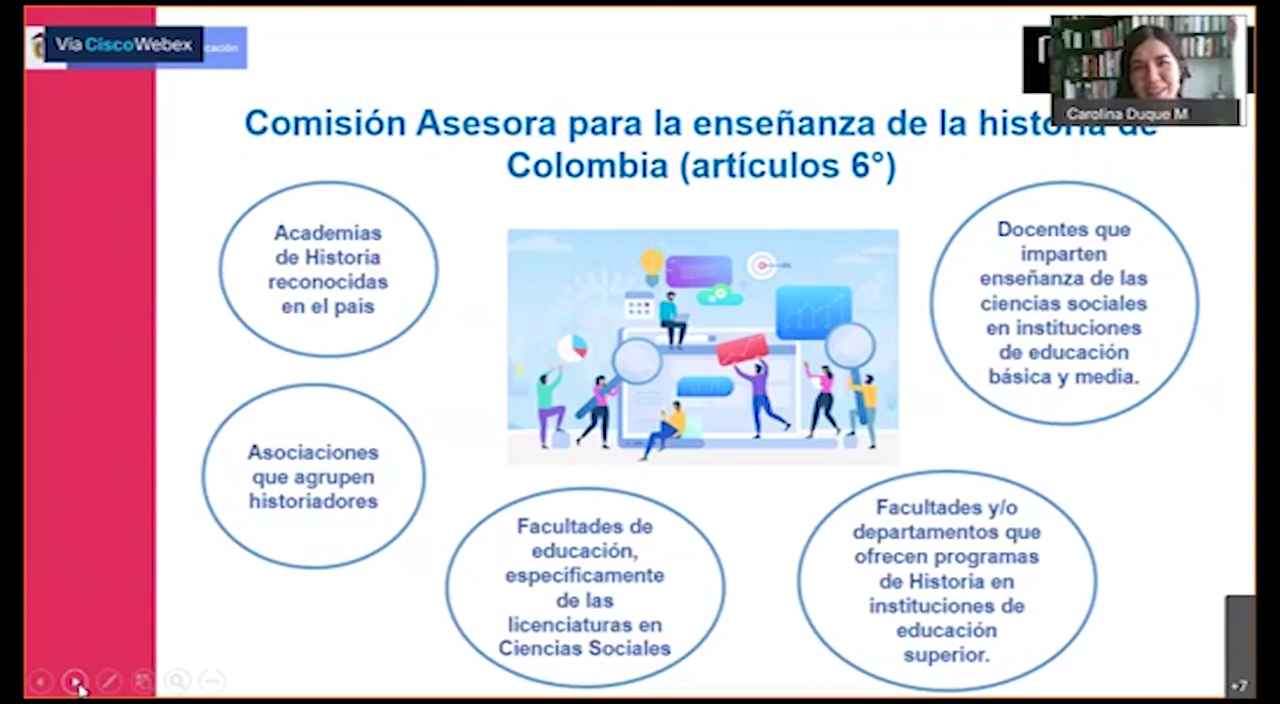 Vía CiscoWebex
cación
Carolina Duque M
Comisión Asesora para la enseñanza de la historia de
Colombia (artículos 6°)
Academias
de Historia
reconocidas
en el pais
Docentes que
imparten
enseñanza de las
ciencias sociales
en instituciones
de educación
básica y media.
Asociaciones
que agrupen
historiadores
Facultades de
educación,
específicamente
de las
licenciaturas en
Ciencias Sociales
Facultades y/o
departamentos que
ofrecen programas
de Historia en
instituciones de
educación
superior.
+7